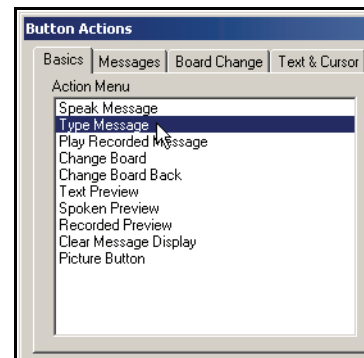 Button Actions
Basics Messages Board Change Text & Cursor
Action Menu
Speak Message
Type Message
Play Recorded Message
Change Board
Change Board Back
Text Preview
Spoken Preview
Recorded Preview
Clear Message Display
Picture Button